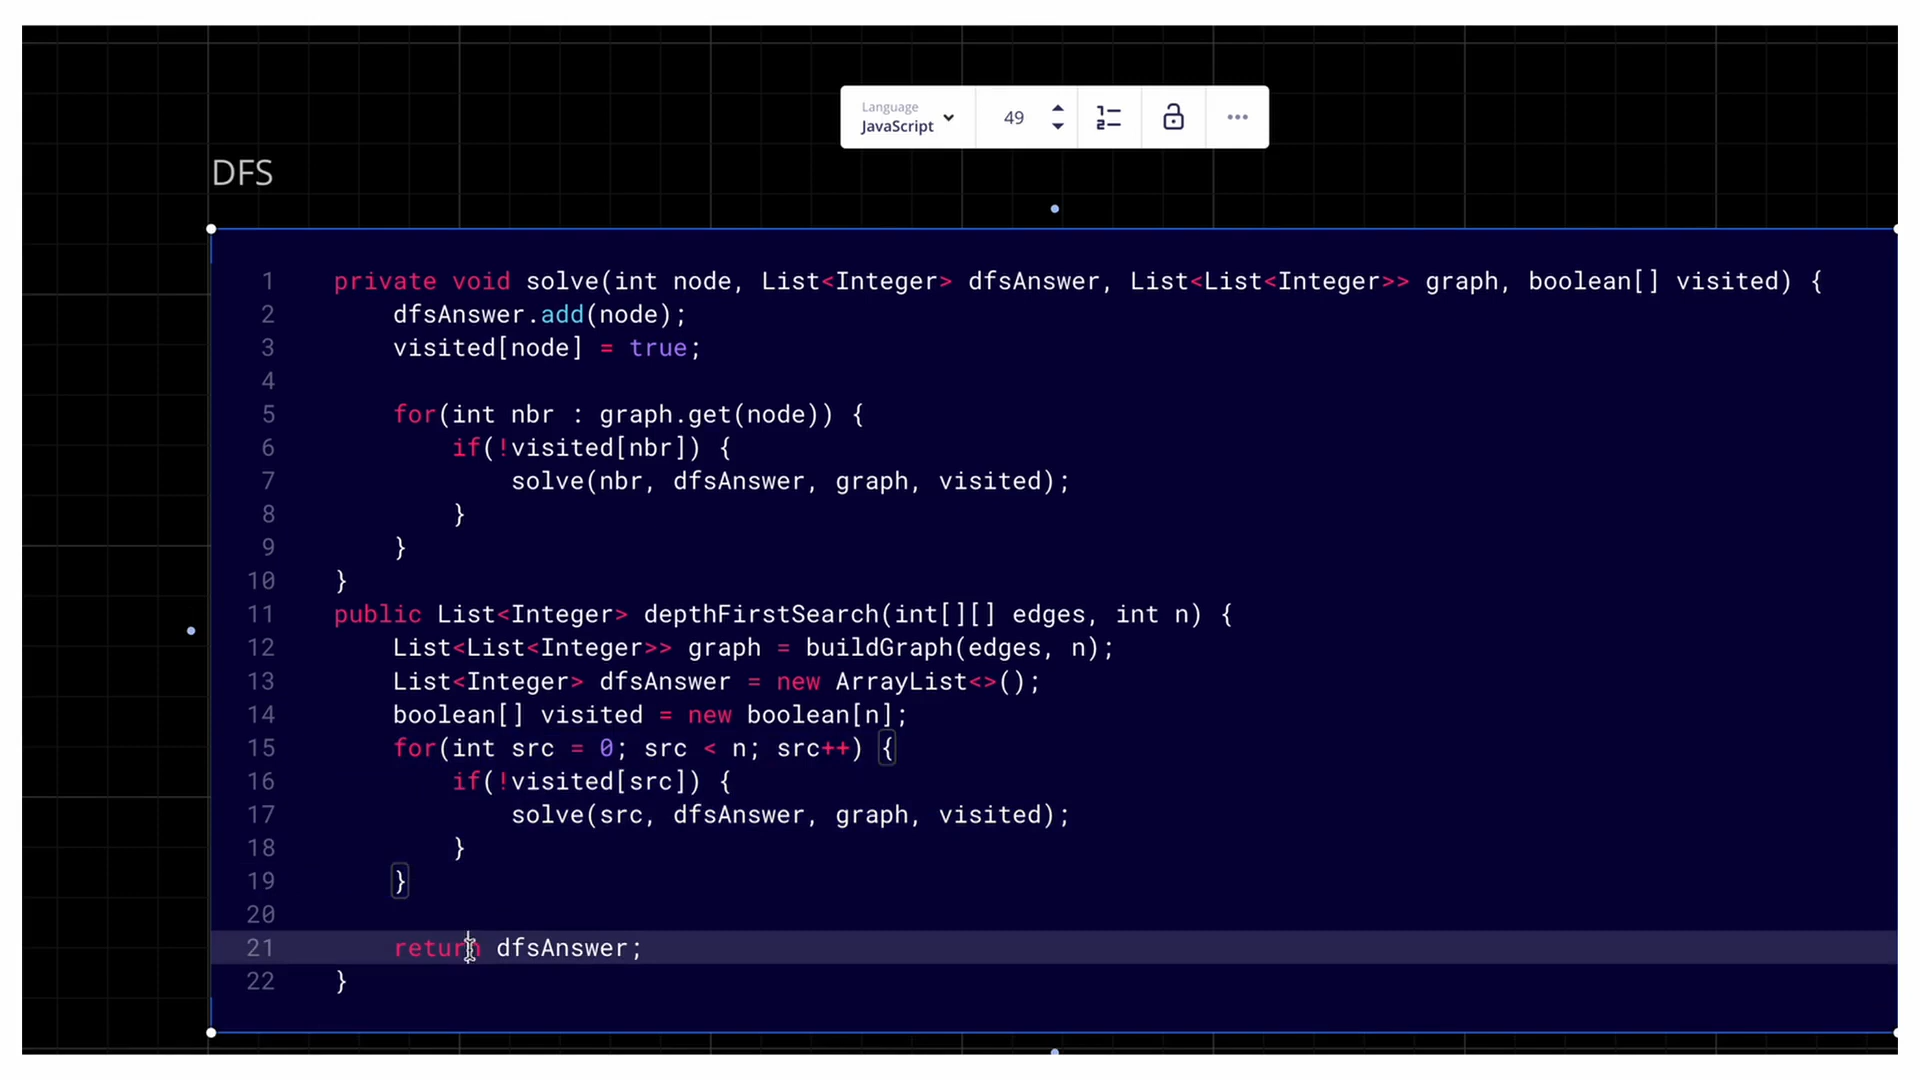 Language
JavaScript
49
DFS
1 private void solve(int node, List<Integer> dfsAnswer, List<List<Integer>> graph, boolean[] visited) {
2 dfsAnswer.add(node);
3 visited[node] = true;
4
5 for(int nbr : graph.get(node)) {
6 if(!visited[nbr]) {
7 solve(nbr, dfsAnswer, graph, visited);
8 }
9 }
10 }
11 public List<Integer> depthFirstSearch(int[][] edges, int n) {
12 List<List<Integer>> graph = buildGraph(edges, n);
13 List<Integer> dfsAnswer = new ArrayList<>();
14 boolean[] visited = new boolean[n];
15 for(int src = 0; src < n; src++) {
16 if(!visited[src]) {
17 solve(src, dfsAnswer, graph, visited);
18 }
19 }
20
21 return dfsAnswer;
22 }